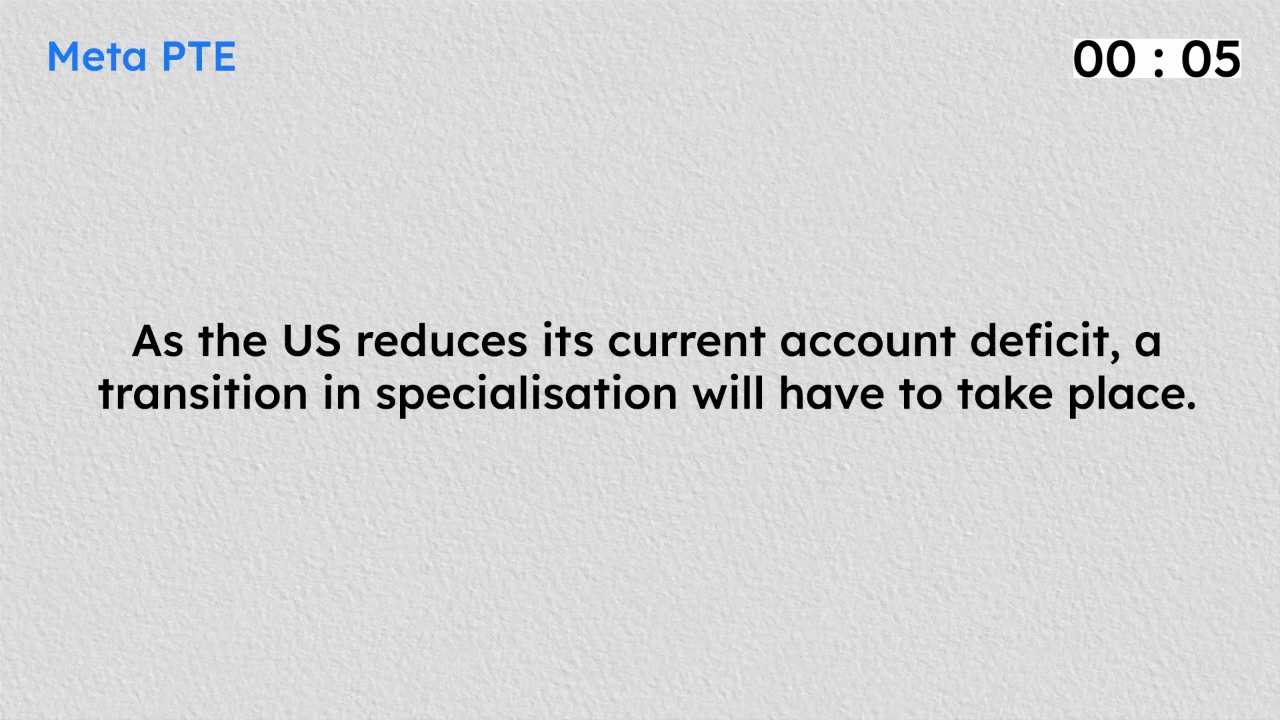 Meta PTE
00 : 05
As the US reduces its current account deficit, a
transition in specialisation will have to take place.